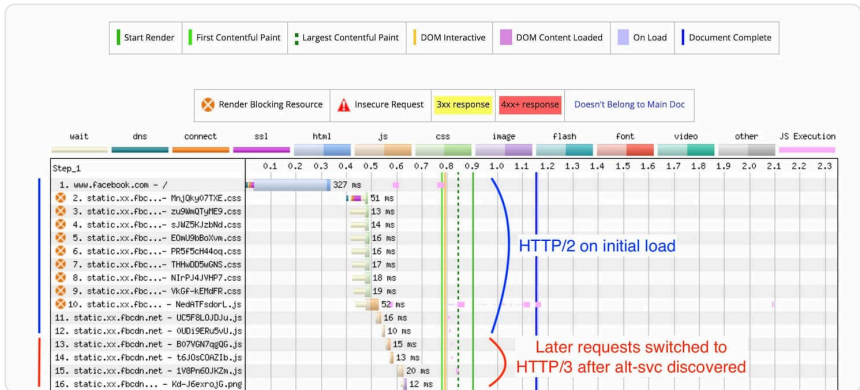 Start Render First Contentful Paint Largest Contentful Paint DOM Interactive DOM Content Loaded On Load Document Complete
Render Blocking Resource Insecure Request 3xx response 4xx+ response Doesn't Belong to Main Doc
wait dns connect ssl html js css image flash font video other JS Execution
Step_1 0.1 0.2 0.3 0.4 0.5 0.6 0.7 0.8 0.9 1.0 1.1 1.2 1.3 1.4 1.5 1.6 1.7 1.8 1.9 2.0 2.1 2.2 2.3
1. www.facebook.com - / 327 ms
2. static.xx.fbc...- MnjQky07TXE.css 51 ms
3. static.xx.fbc...- zu9WmQTyME9.css 13 ms
4. static.xx.fbc...- sJWZ5KJzbNd.css 14 ms
5. static.xx.fbc...- EOmU9bBoXvm.css 16 ms
6. static.xx.fbc...- PR5F5cH44oq.css 16 ms
7. static.xx.fbc...- THHwDQ5wGNS.css 17 ms
8. static.xx.fbc...- NIrPJ4JVHP7.css 18 ms
9. static.xx.fbc...- VkGf-kEMdFR.css 19 ms
10. static.xx.fbc... - NedATFsdorL.js 52 ms
11. static.xx.fbcdn.net - UC5F8LOJDJu.js 16 ms
12. static.xx.fbcdn.net - 0UDi9ERu5vU.js 10 ms
HTTP/2 on initial load
13. static.xx.fbcdn.net - B07VGN7qgQG.js 15 ms
14. static.xx.fbcdn.net - t6JOsCOAZIb.js 13 ms
15. static.xx.fbcdn.net - 1V8Pn6OJKZm.js 20 ms
16. static.xx.fbcdn... - Kd-J6exrojG.png 12 ms
Later requests switched to
HTTP/3 after alt-svc discovered